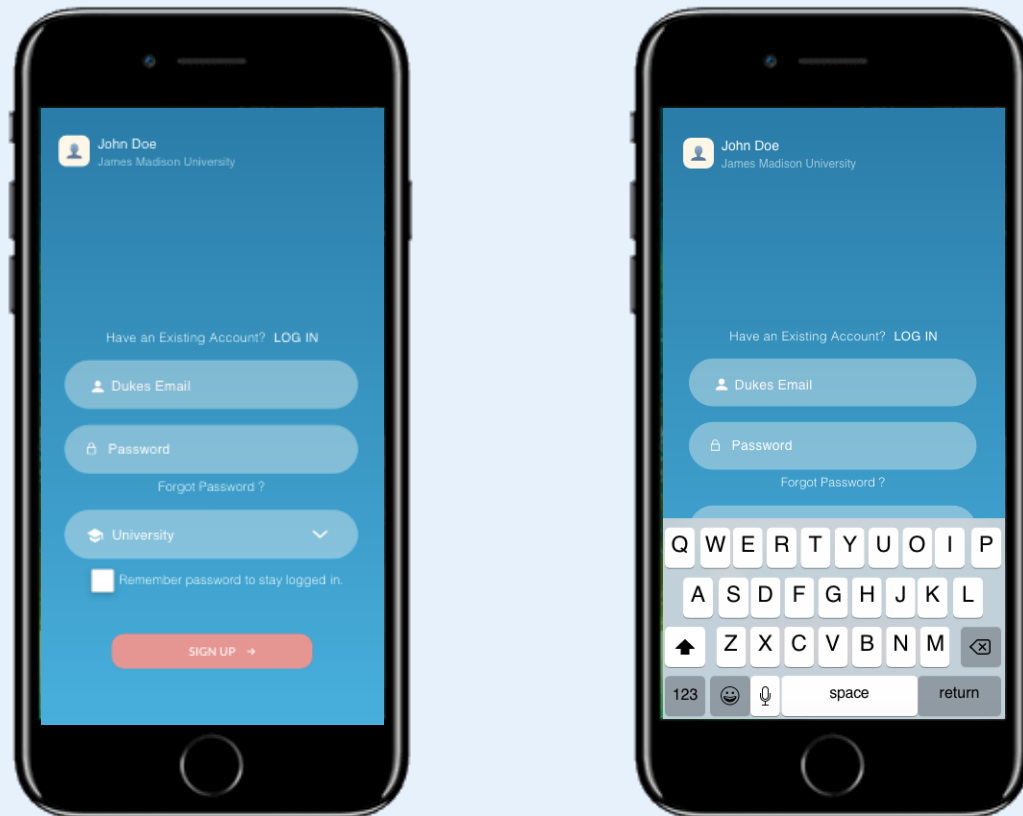 John Doe
James Madison University
Have an Existing Account? LOG IN
Dukes Email
Password
Forgot Password ?
University
Remember password to stay logged in.
SIGN UP
John Doe
James Madison University
Have an Existing Account? LOG IN
Dukes Email
Password
Forgot Password ?
Q W E R T Y U O I P
A S D F G H J K L
Z X C V B N M
123 space return